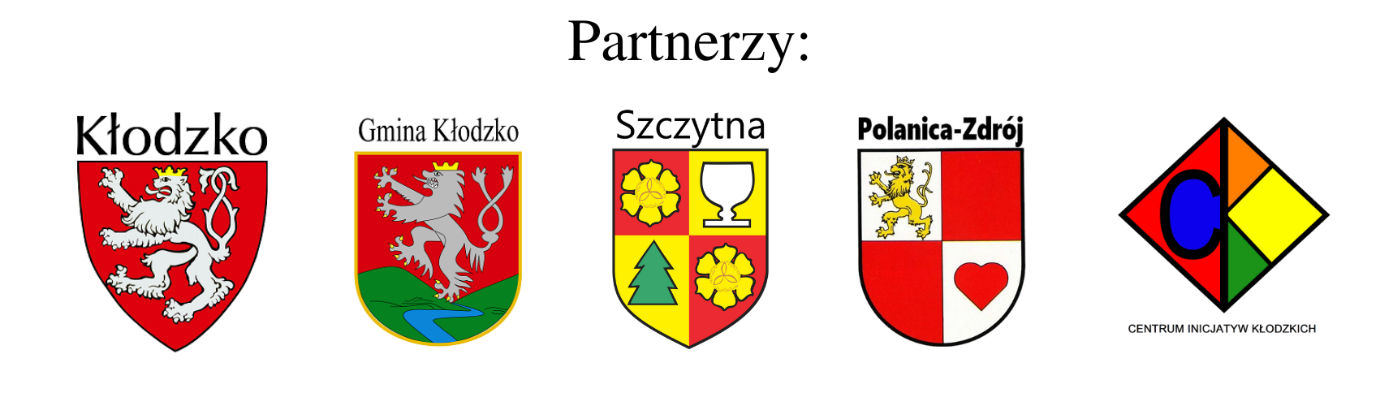 Partnerzy:
Kłodzko
Gmina Kłodzko
Szczytna
Polanica-Zdrój
C
CENTRUM INICJATYW KŁODZKICH